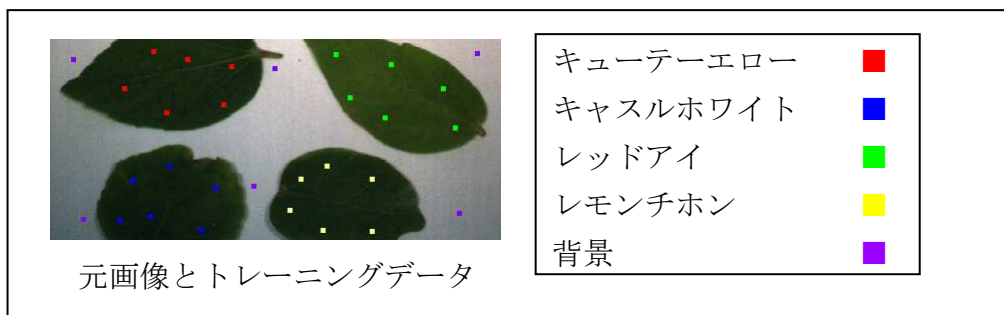 キューテーエロー
キャスルホワイト
レッドアイ
レモンチホン
背景
元画像とトレーニングデータ